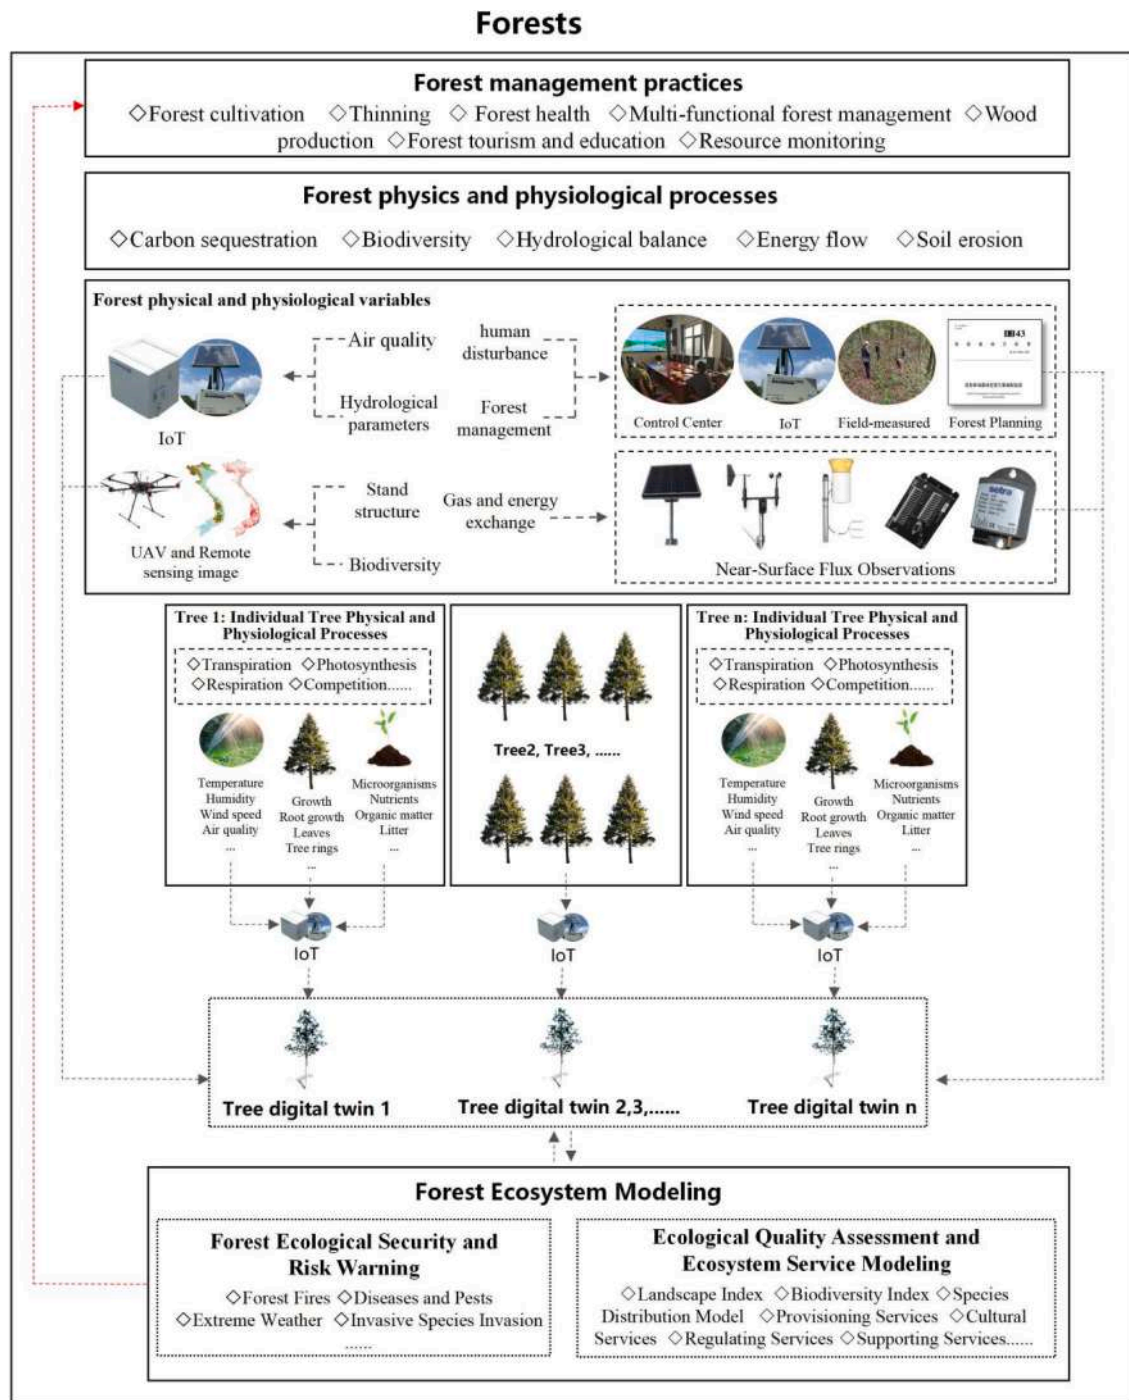 Forests
Forest management practices
◇Forest cultivation ◇Thinning ◇ Forest health ◇Multi-functional forest management ◇Wood
production ◇Forest tourism and education ◇Resource monitoring
Forest physics and physiological processes
◇Carbon sequestration ◇Biodiversity ◇Hydrological balance ◇Energy flow ◇Soil erosion
Forest physical and physiological variables
Air quality
Hydrological
parameters
IoT
human
disturbance
Forest
management
43
Control Center IoT Field-measured Forest Planning
Stand
structure
Biodiversity
UAV and Remote
sensing image
Gas and energy
exchange
setra
Near-Surface Flux Observations
Tree 1: Individual Tree Physical and
Physiological Processes
◇Transpiration ◇Photosynthesis
◇Respiration ◇Competition......
Temperature
Humidity
Wind speed
Air quality
...
Growth
Root growth
Leaves
Tree rings
...
Microorganisms
Nutrients
Organic matter
Litter
...
Tree2, Tree3, ......
Tree n: Individual Tree Physical and
Physiological Processes
◇Transpiration ◇Photosynthesis
◇Respiration ◇Competition......
Temperature
Humidity
Wind speed
Air quality
...
Growth
Root growth
Leaves
Tree rings
...
Microorganisms
Nutrients
Organic matter
Litter
...
IoT IoT IoT
Tree digital twin 1 Tree digital twin 2,3,...... Tree digital twin n
Forest Ecosystem Modeling
Forest Ecological Security and
Risk Warning
◇Forest Fires ◇Diseases and Pests
◇Extreme Weather ◇Invasive Species Invasion
......
Ecological Quality Assessment and
Ecosystem Service Modeling
◇Landscape Index ◇Biodiversity Index ◇Species
Distribution Model ◇Provisioning Services ◇Cultural
Services ◇Regulating Services ◇Supporting Services......